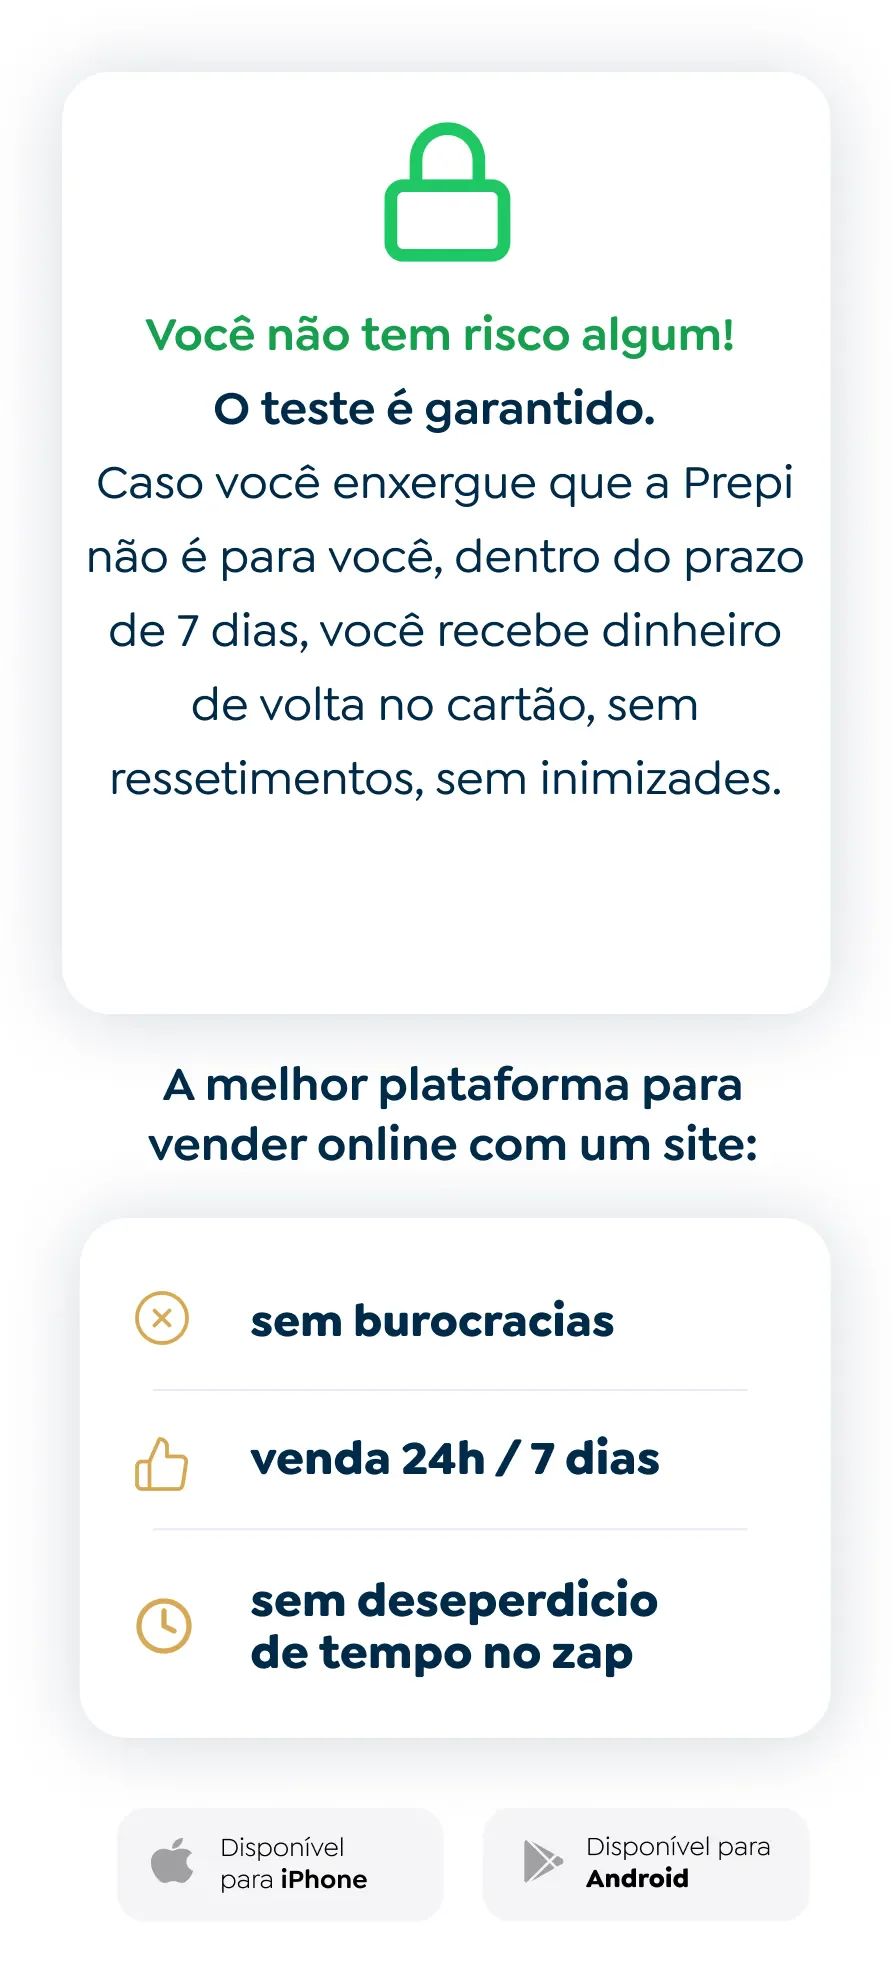 Você não tem risco algum!
O teste é garantido.
Caso você enxergue que a Prepi
não é para você, dentro do prazo
de 7 dias, você recebe dinheiro
de volta no cartão, sem
ressetimentos, sem inimizades.
A melhor plataforma para
vender online com um site:
sem burocracias
venda 24h / 7 dias
sem deseperdicio
de tempo no zap
Disponível
para iPhone
Disponível para
Android